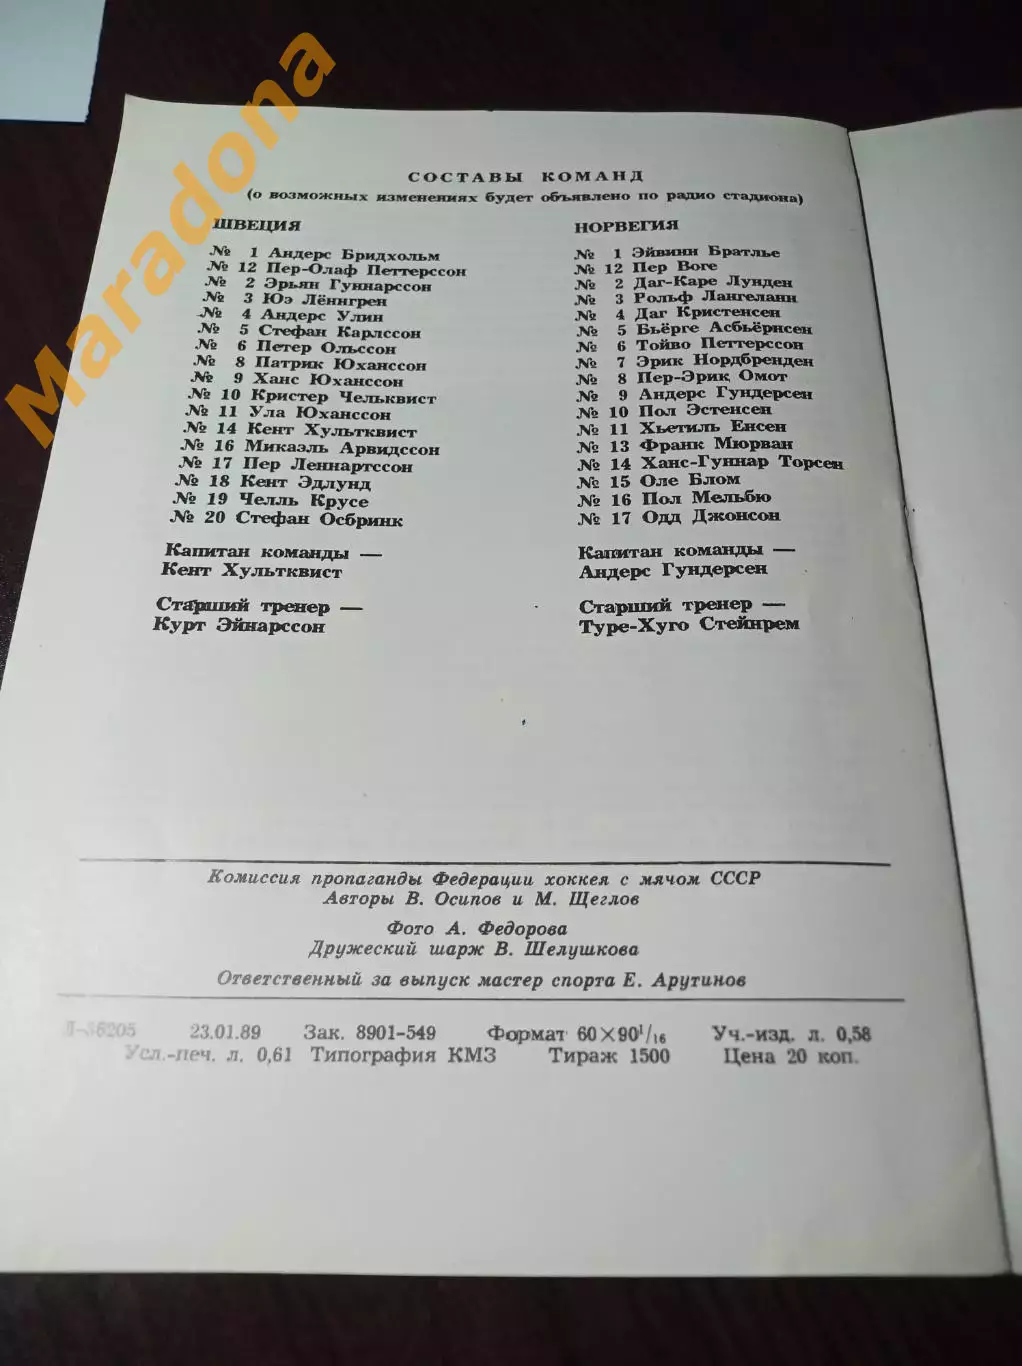 Maradona
СОСТАВЫ КОМАНД
(о возможных изменениях будет объявлено по радио стадиона)
ШВЕЦИЯ
№ 1 Андерс Бридхольм
№ 12 Пер-Олаф Петтерссон
№ 2 Эрьян Гуннарссон
№ 3 Юэ Лённгрен
№ 4 Андерс Улин
№ 5 Стефан Карлссон
№ 6 Петер Ольссон
№ 8 Патрик Юханссон
№ 9 Ханс Юханссон
№ 10 Кристер Чельквист
№ 11 Ула Юханссон
№ 14 Кент Хультквист
№ 16 Микаэль Арвидссон
№ 17 Пер Леннартссон
№ 18 Кент Эдлунд
№ 19 Челль Крусе
№ 20 Стефан Осбринк
Капитан команды —
Кент Хультквист
Старший тренер —
Курт Эйнарссон
НОРВЕГИЯ
№ 1 Эйвинн Братлье
№ 12 Пер Воге
№ 2 Даг-Каре Лунден
№ 3 Рольф Лангеланн
№ 4 Даг Кристенсен
№ 5 Бьёрге Асбьёрнсен
№ 6 Тойво Петтерссон
№ 7 Эрик Нордбренден
№ 8 Пер-Эрик Омот
№ 9 Андерс Гундерсен
№ 10 Пол Эстенсен
№ 11 Хьетиль Енсен
№ 13 Франк Мюрван
№ 14 Ханс-Гуннар Торсен
№ 15 Оле Блом
№ 16 Пол Мельбю
№ 17 Одд Джонсон
Капитан команды —
Андерс Гундерсен
Старший тренер —
Туре-Хуго Стейнрем
Комиссия пропаганды Федерации хоккея с мячом СССР
Авторы В. Осипов и М. Щеглов
Фото А. Федорова
Дружеский шарж В. Шелушкова
Ответственный за выпуск мастер спорта Е. Арутинов
Л-36205 23.01.89 Зак. 8901-549 Формат 60×90¹/₁₆ Уч.-изд. л. 0,58
Усл.-печ. л. 0,61 Типография КМЗ Тираж 1500 Цена 20 коп.